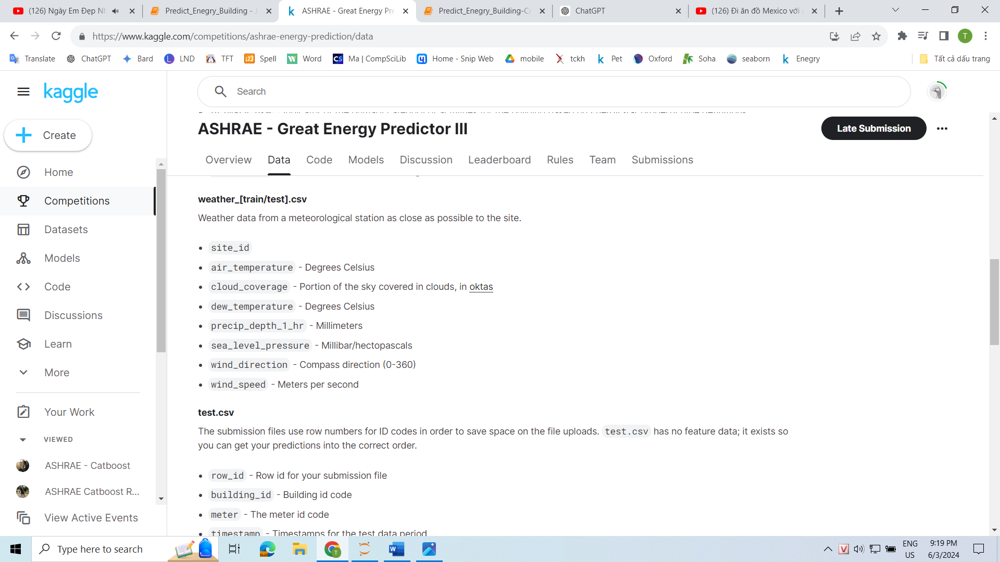 (126) Ngày Em Đẹp Nh
Predict_Enegry_Building - J
ASHRAE - Great Energy Pre
Predict_Enegry_Building-Co
ChatGPT
(126) Đi ăn đồ Mexico với c
https://www.kaggle.com/competitions/ashrae-energy-prediction/data
T
Translate
ChatGPT
Bard
LND
TFT
Spell
Word
Ma | CompSciLib
Home - Snip Web
mobile
tckh
Pet
Oxford
Soha
seaborn
Enegry
Tất cả dấu trang
kaggle
Search
Create
ASHRAE - Great Energy Predictor III
Late Submission
Overview
Data
Code
Models
Discussion
Leaderboard
Rules
Team
Submissions
Home
Competitions
Datasets
Models
Code
Discussions
Learn
More
Your Work
VIEWED
ASHRAE - Catboost
ASHRAE Catboost R...
View Active Events
weather_[train/test].csv
Weather data from a meteorological station as close as possible to the site.
• site_id
• air_temperature - Degrees Celsius
• cloud_coverage - Portion of the sky covered in clouds, in oktas
• dew_temperature - Degrees Celsius
• precip_depth_1_hr - Millimeters
• sea_level_pressure - Millibar/hectopascals
• wind_direction - Compass direction (0-360)
• wind_speed - Meters per second
test.csv
The submission files use row numbers for ID codes in order to save space on the file uploads. test.csv has no feature data; it exists so
you can get your predictions into the correct order.
• row_id - Row id for your submission file
• building_id - Building id code
• meter - The meter id code
• timestamp - Timestamps for the test data period
Type here to search
ENG
US
9:19 PM
6/3/2024